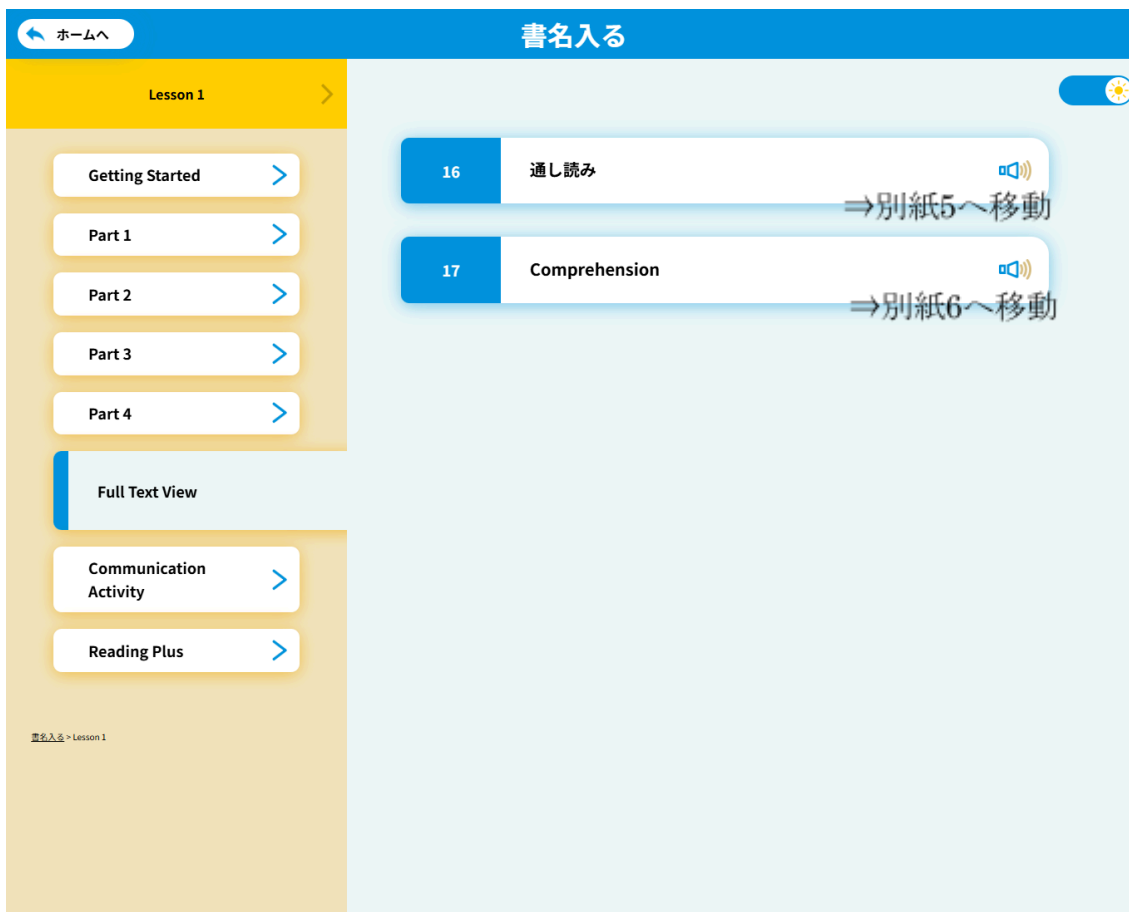 ホームへ
書名入る
Lesson 1
Getting Started
Part 1
Part 2
Part 3
Part 4
Full Text View
Communication
Activity
Reading Plus
書名入る > Lesson 1
16
通し読み
⇒別紙5へ移動
17
Comprehension
⇒別紙6へ移動